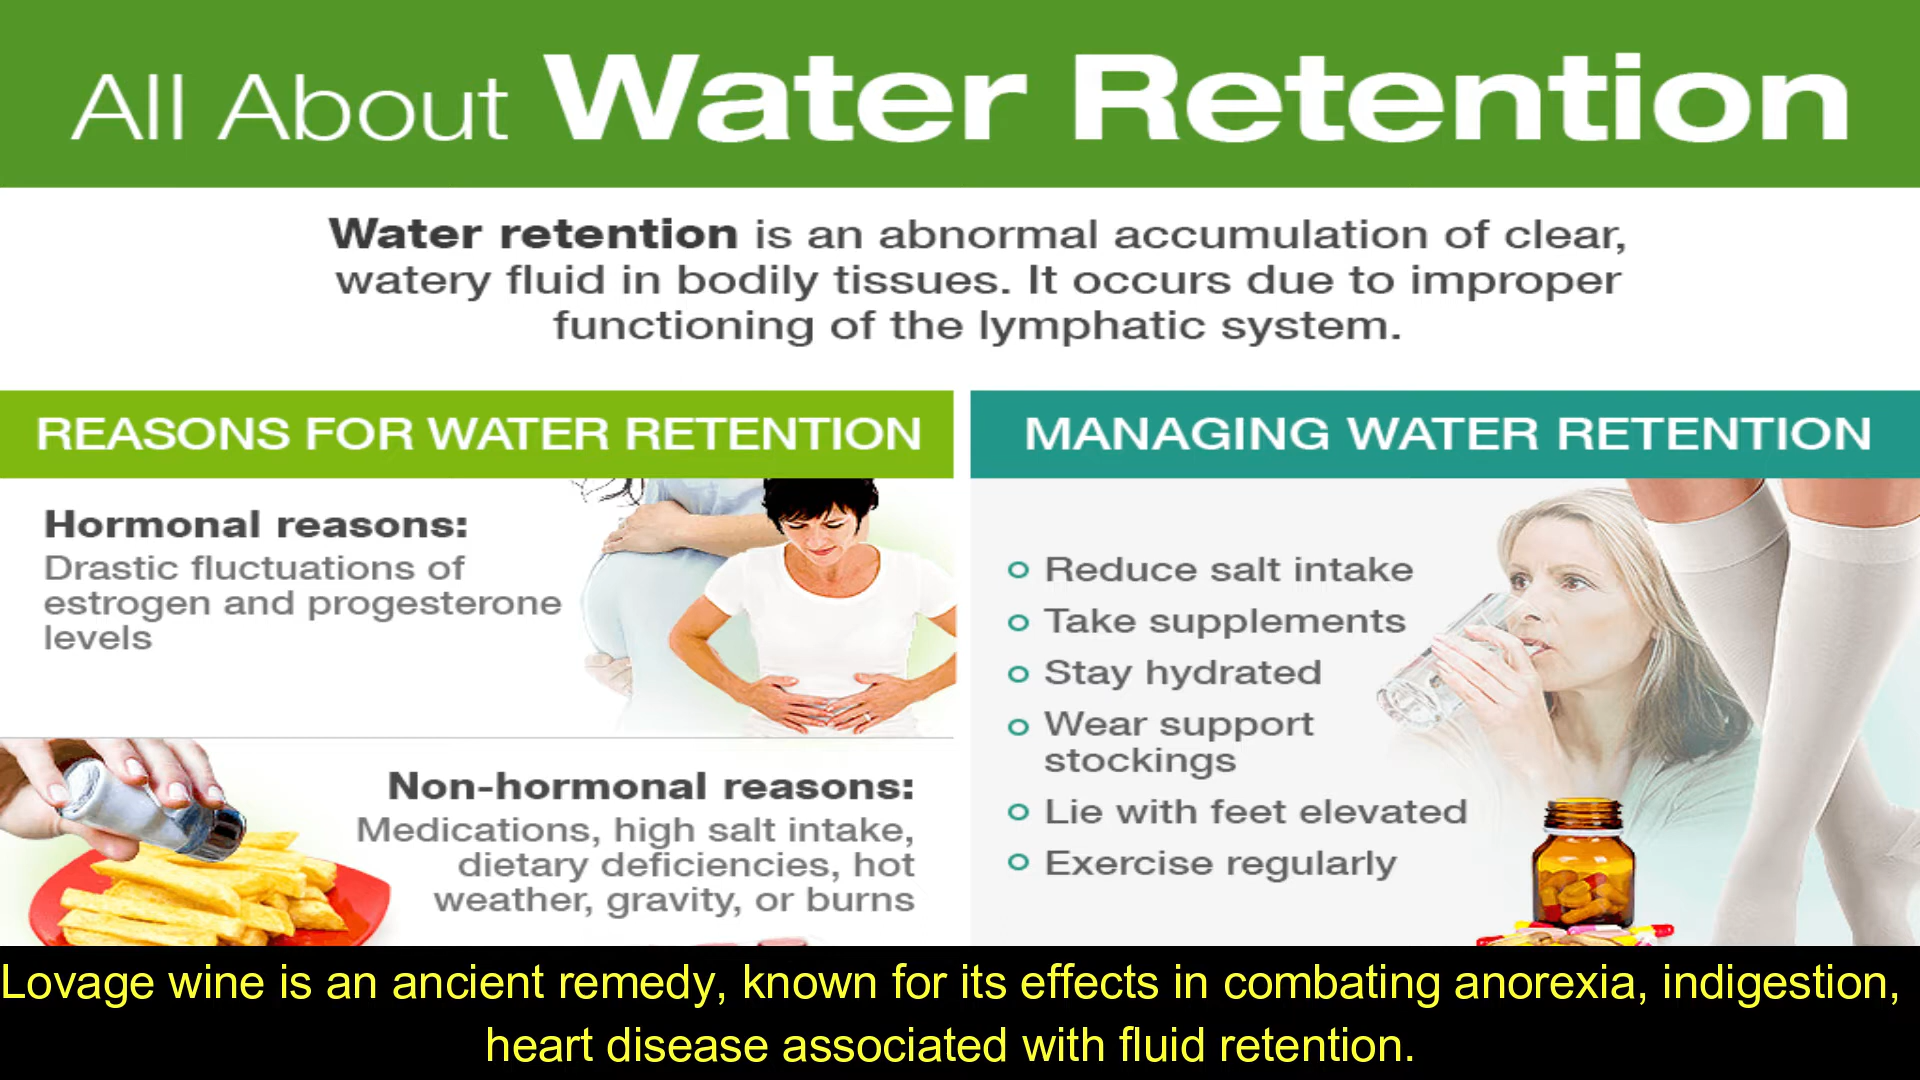 All About Water Retention
Water retention is an abnormal accumulation of clear,
watery fluid in bodily tissues. It occurs due to improper
functioning of the lymphatic system.
REASONS FOR WATER RETENTION
Hormonal reasons:
Drastic fluctuations of
estrogen and progesterone
levels
Non-hormonal reasons:
Medications, high salt intake,
dietary deficiencies, hot
weather, gravity, or burns
MANAGING WATER RETENTION
Reduce salt intake
Take supplements
Stay hydrated
Wear support
stockings
Lie with feet elevated
Exercise regularly
Lovage wine is an ancient remedy, known for its effects in combating anorexia, indigestion,
heart disease associated with fluid retention.